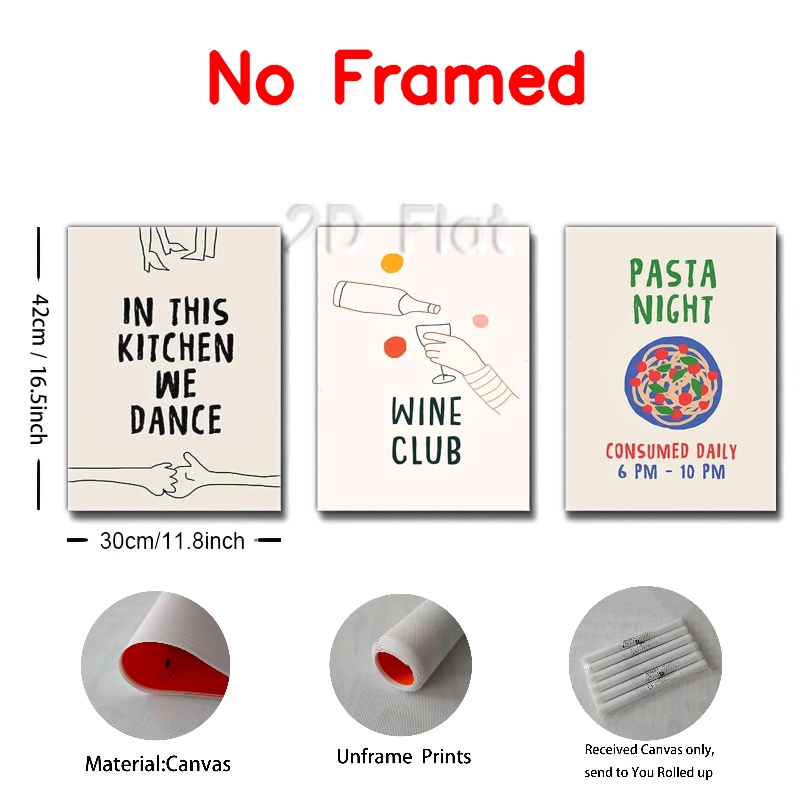 No Framed
2D Flat
42cm / 16.5inch
IN THIS
KITCHEN
WE
DANCE
WINE
CLUB
PASTA
NIGHT
CONSUMED DAILY
6 PM - 10 PM
30cm/11.8inch
Material:Canvas
Unframe Prints
Received Canvas only,
send to You Rolled up